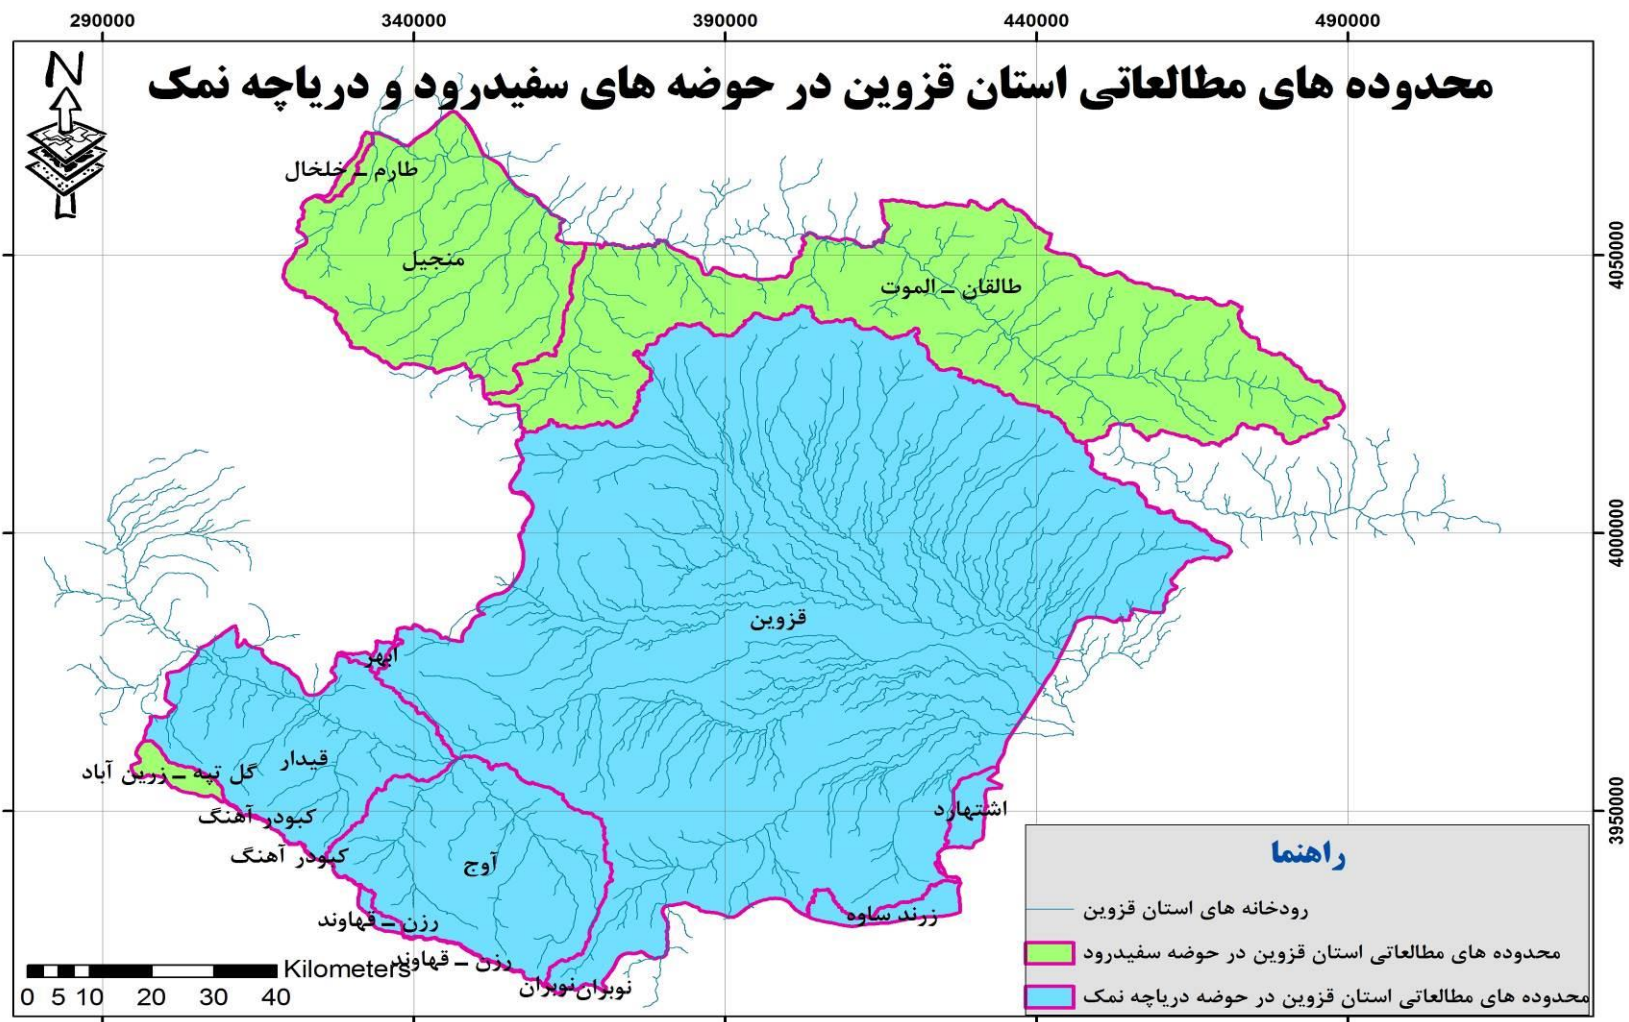 290000 340000 390000 440000 490000
N
محدوده های مطالعاتی استان قزوین در حوضه های سفیدرود و دریاچه نمک
طارم - خلخال
منجیل
4050000
طالقان - الموت
4000000
قزوین
ابهر
قیدار
گل تپه - زرین آباد
3950000
اشتهارد
کبودر آهنگ
کبودر آهنگ
آوج
زرند ساوه
رزن - قهاوند
رزن - قهاوند
نوبران
نوبران
راهنما
رودخانه های استان قزوین
محدوده های مطالعاتی استان قزوین در حوضه سفیدرود
محدوده های مطالعاتی استان قزوین در حوضه دریاچه نمک
Kilometers
0 5 10 20 30 40